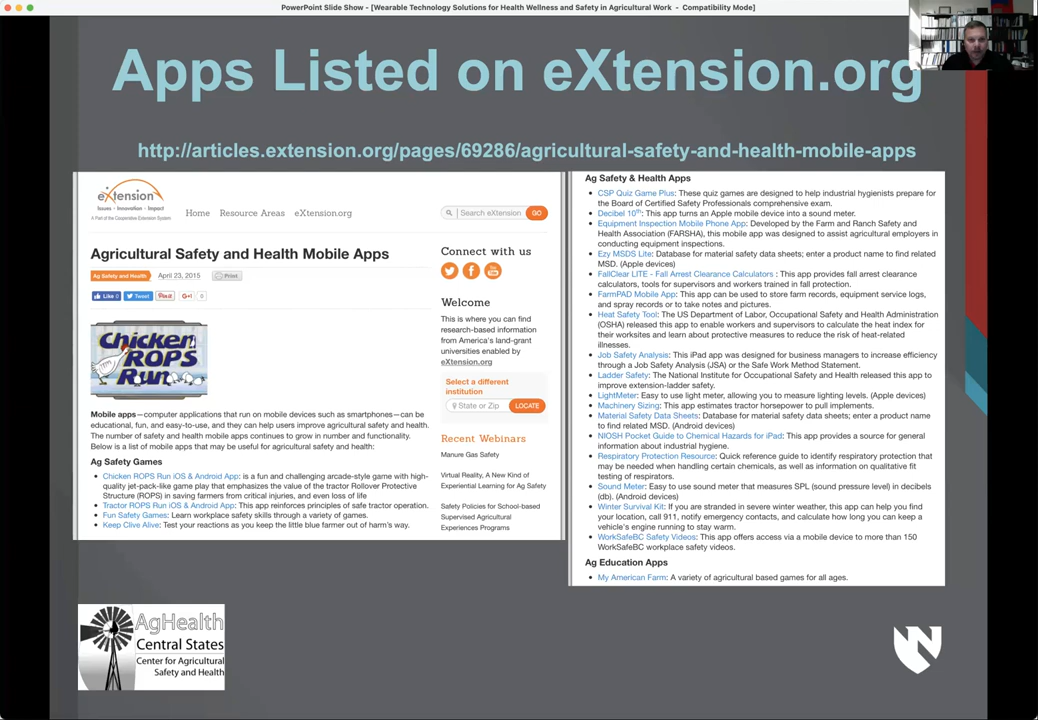 PowerPoint Slide Show - [Wearable Technology Solutions for Health Wellness and Safety in Agricultural Work - Compatibility Mode]
Apps Listed on eXtension.org
http://articles.extension.org/pages/69286/agricultural-safety-and-health-mobile-apps
eXtension
Issues · Innovation · Impact
A Part of the Cooperative Extension System
Home Resource Areas eXtension.org
Search eXtension GO
Agricultural Safety and Health Mobile Apps
Ag Safety and Health April 23, 2015 Print
Like 0 Tweet Pin it G+1 0
Chicken
ROPS
Run
Mobile apps—computer applications that run on mobile devices such as smartphones—can be
educational, fun, and easy-to-use, and they can help users improve agricultural safety and health.
The number of safety and health mobile apps continues to grow in number and functionality.
Below is a list of mobile apps that may be useful for agricultural safety and health:
Ag Safety Games
• Chicken ROPS Run iOS & Android App: is a fun and challenging arcade-style game with high-
quality jet-pack-like game play that emphasizes the value of the tractor Rollover Protective
Structure (ROPS) in saving farmers from critical injuries, and even loss of life
• Tractor ROPS Run iOS & Android App: This app reinforces principles of safe tractor operation.
• Fun Safety Games: Learn workplace safety skills through a variety of games.
• Keep Clive Alive: Test your reactions as you keep the little blue farmer out of harm's way.
Connect with us
You Tube
Welcome
This is where you can find
research-based information
from America's land-grant
universities enabled by
eXtension.org
Select a different
institution
State or Zip LOCATE
Recent Webinars
Manure Gas Safety
Virtual Reality, A New Kind of
Experiential Learning for Ag Safety
Safety Policies for School-based
Supervised Agricultural
Experiences Programs
Ag Safety & Health Apps
• CSP Quiz Game Plus: These quiz games are designed to help industrial hygienists prepare for
the Board of Certified Safety Professionals comprehensive exam.
• Decibel 10th: This app turns an Apple mobile device into a sound meter.
• Equipment Inspection Mobile Phone App: Developed by the Farm and Ranch Safety and
Health Association (FARSHA), this mobile app was designed to assist agricultural employers in
conducting equipment inspections.
• Ezy MSDS Lite: Database for material safety data sheets; enter a product name to find related
MSD. (Apple devices)
• FallClear LITE - Fall Arrest Clearance Calculators : This app provides fall arrest clearance
calculators, tools for supervisors and workers trained in fall protection.
• FarmPAD Mobile App: This app can be used to store farm records, equipment service logs,
and spray records or to take notes and pictures.
• Heat Safety Tool: The US Department of Labor, Occupational Safety and Health Administration
(OSHA) released this app to enable workers and supervisors to calculate the heat index for
their worksites and learn about protective measures to reduce the risk of heat-related
illnesses.
• Job Safety Analysis: This iPad app was designed for business managers to increase efficiency
through a Job Safety Analysis (JSA) or the Safe Work Method Statement.
• Ladder Safety: The National Institute for Occupational Safety and Health released this app to
improve extension-ladder safety.
• LightMeter: Easy to use light meter, allowing you to measure lighting levels. (Apple devices)
• Machinery Sizing: This app estimates tractor horsepower to pull implements.
• Material Safety Data Sheets: Database for material safety data sheets; enter a product name
to find related MSD. (Android devices)
• NIOSH Pocket Guide to Chemical Hazards for iPad: This app provides a source for general
information about industrial hygiene.
• Respiratory Protection Resource: Quick reference guide to identify respiratory protection that
may be needed when handling certain chemicals, as well as information on qualitative fit
testing of respirators.
• Sound Meter: Easy to use sound meter that measures SPL (sound pressure level) in decibels
(db). (Android devices)
• Winter Survival Kit: If you are stranded in severe winter weather, this app can help you find
your location, call 911, notify emergency contacts, and calculate how long you can keep a
vehicle's engine running to stay warm.
• WorkSafeBC Safety Videos: This app offers access via a mobile device to more than 150
WorkSafeBC workplace safety videos.
Ag Education Apps
• My American Farm: A variety of agricultural based games for all ages.
AgHealth
Central States
Center for Agricultural
Safety and Health
N